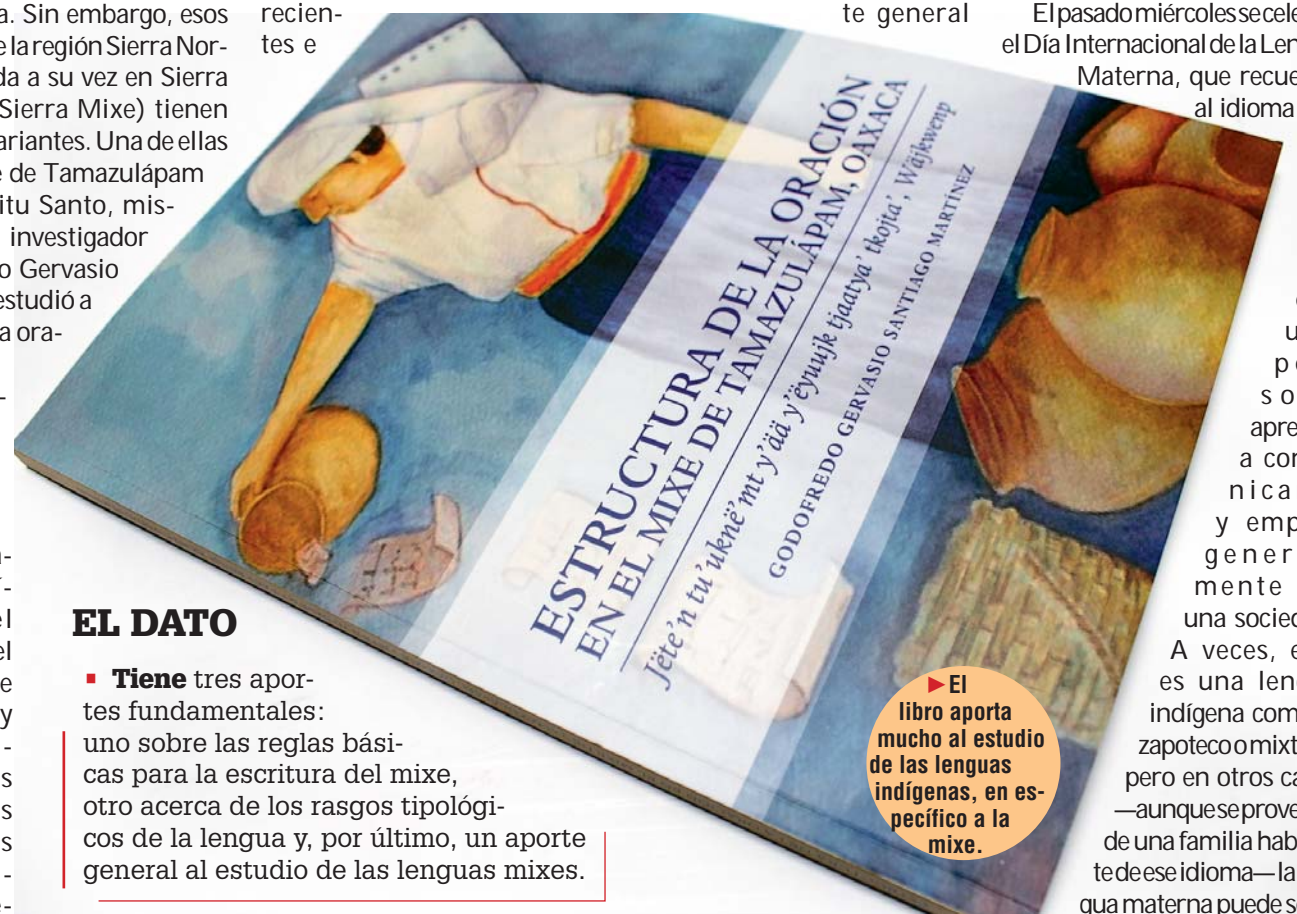 a. Sin embargo, esos
e la región Sierra Nor-
da a su vez en Sierra
Sierra Mixe) tienen
ariantes. Una de ellas
e de Tamazulápam
itu Santo, mis-
investigador
o Gervasio
estudió a
a ora-
recien-
tes e
te general
El pasado miércoles se cele
el Día Internacional de la Len
Materna, que recue
al idioma
u
p
so
apre
a co
nica
y emp
gener
mente
una socied
A veces, e
es una len
indígena com
zapoteco o mixt
pero en otros ca
—aunque se prove
de una familia hab
te de ese idioma— la
gua materna puede s
ESTRUCTURA DE LA ORACIÓN
EN EL MIXE DE TAMAZULÁPAM, OAXACA
Jëte'n tu'uknë'mt y'ää y'ëyuujk tjaatya' tkojta', Wäjkwenp
GODOFREDO GERVASIO SANTIAGO MARTÍNEZ
EL DATO
▪ Tiene tres apor-
tes fundamentales:
uno sobre las reglas bási-
cas para la escritura del mixe,
otro acerca de los rasgos tipológi-
cos de la lengua y, por último, un aporte
general al estudio de las lenguas mixes.
►El
libro aporta
mucho al estudio
de las lenguas
indígenas, en es-
pecífico a la
mixe.